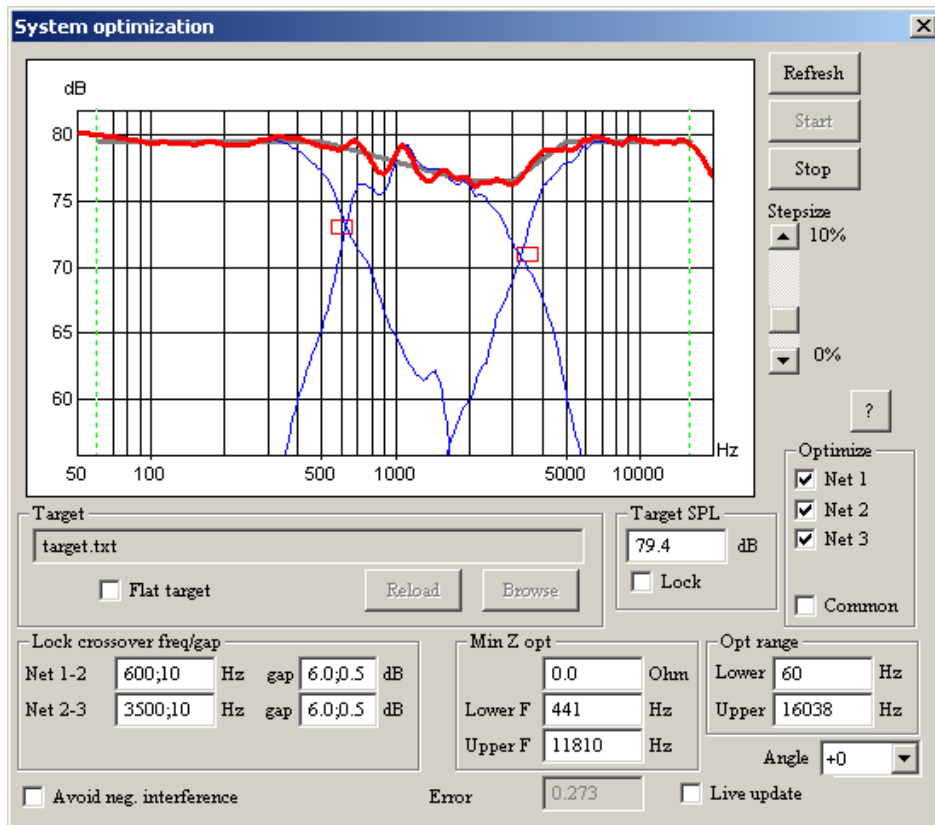 System optimization
dB
80
75
70
65
60
50 100 500 1000 5000 10000
Hz
Refresh
Start
Stop
Stepsize
10%
0%
?
Optimize
Net 1
Net 2
Net 3
Common
Target
target.txt
Flat target
Reload
Browse
Target SPL
79.4 dB
Lock
Lock crossover freq/gap
Net 1-2 600;10 Hz gap 6.0;0.5 dB
Net 2-3 3500;10 Hz gap 6.0;0.5 dB
Min Z opt
0.0 Ohm
Lower F 441 Hz
Upper F 11810 Hz
Opt range
Lower 60 Hz
Upper 16038 Hz
Angle +0
Avoid neg. interference
Error 0.273
Live update